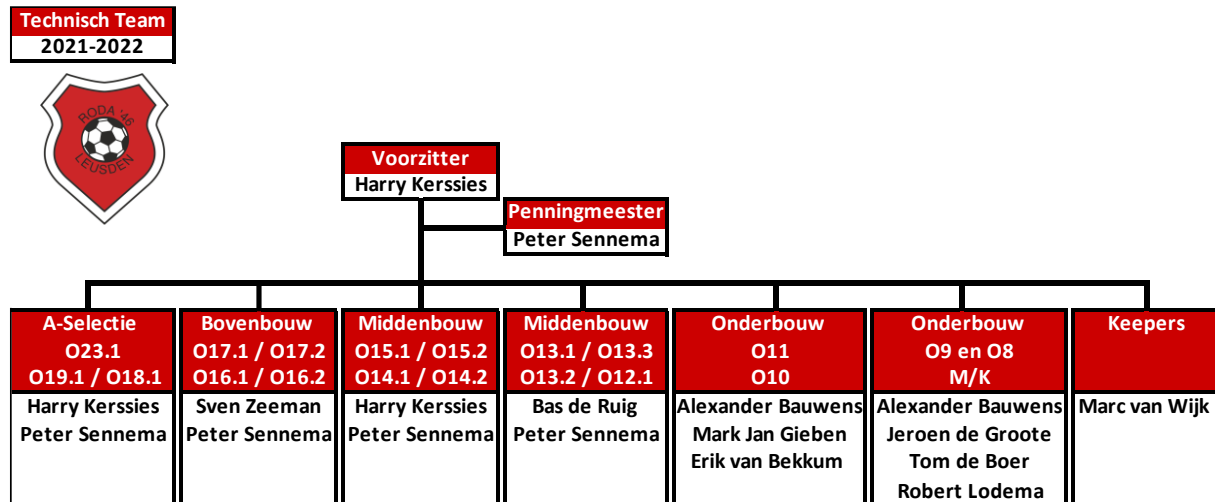 Technisch Team
2021-2022
RODA '46
LEUSDEN
Voorzitter
Harry Kerssies
Penningmeester
Peter Sennema
A-Selectie
O23.1
O19.1 / O18.1
Harry Kerssies
Peter Sennema
Bovenbouw
O17.1 / O17.2
O16.1 / O16.2
Sven Zeeman
Peter Sennema
Middenbouw
O15.1 / O15.2
O14.1 / O14.2
Harry Kerssies
Peter Sennema
Middenbouw
O13.1 / O13.3
O13.2 / O12.1
Bas de Ruig
Peter Sennema
Onderbouw
O11
O10
Alexander Bauwens
Mark Jan Gieben
Erik van Bekkum
Onderbouw
O9 en O8
M/K
Alexander Bauwens
Jeroen de Groote
Tom de Boer
Robert Lodema
Keepers
Marc van Wijk